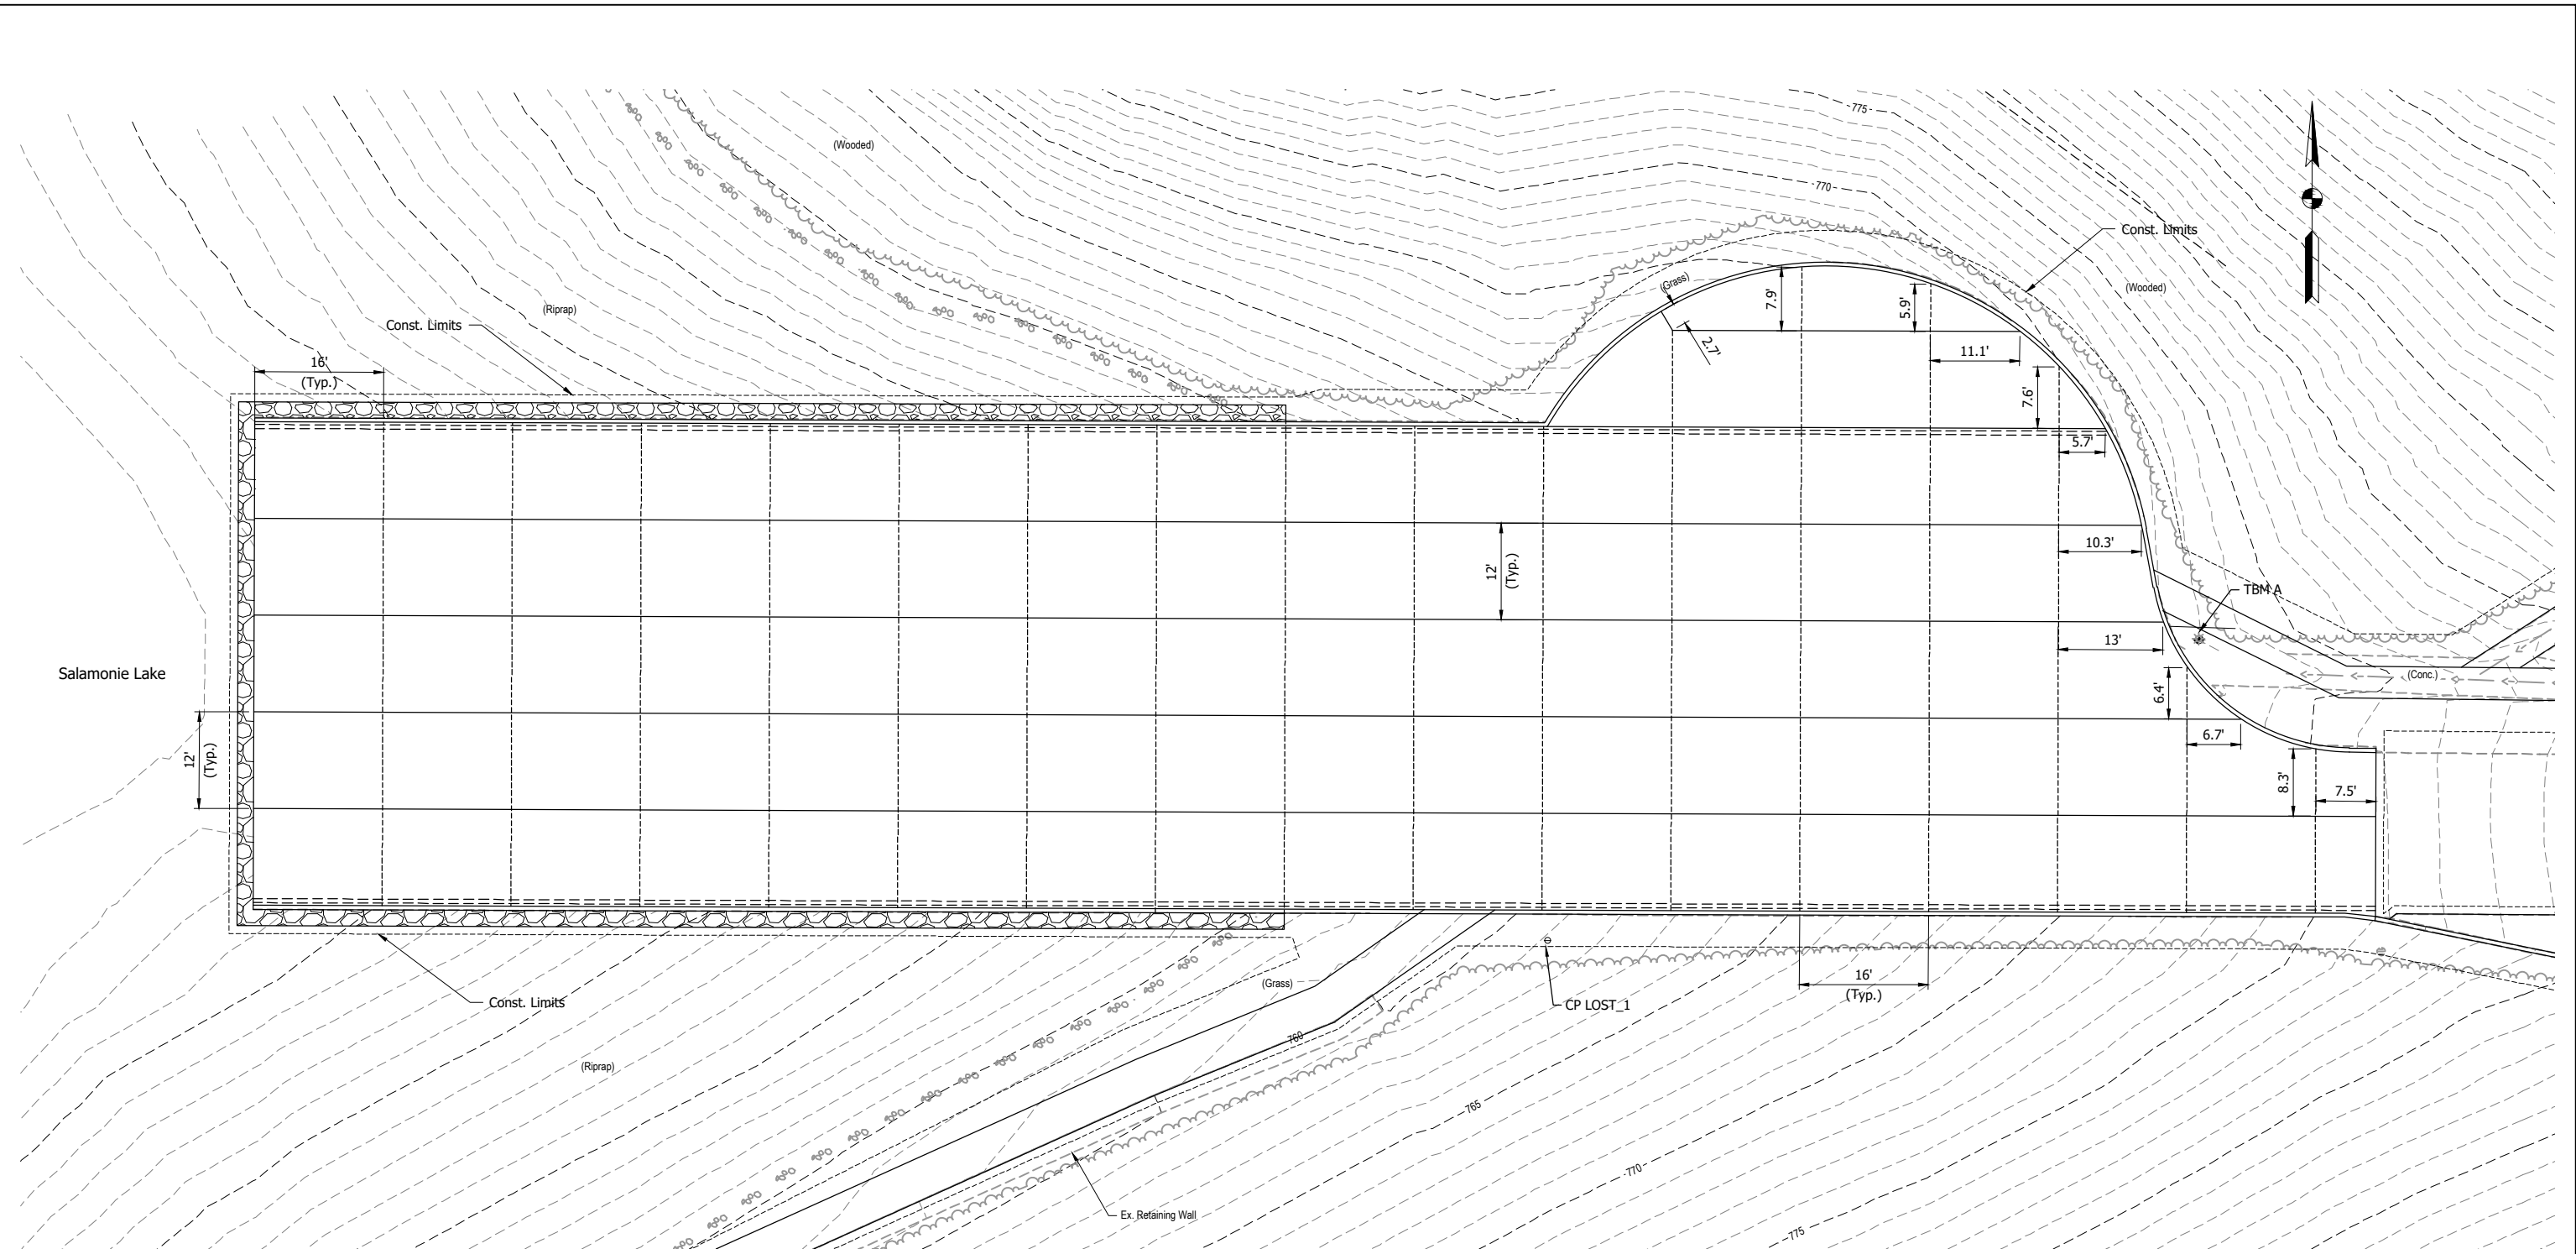 775
(Wooded)
770
Const. Limits
(Grass)
7.9'
5.9'
(Wooded)
(Riprap)
Const. Limits
2.7'
11.1'
16'
(Typ.)
7.6'
5.7'
12'
(Typ.)
10.3'
TBM A
13'
Salamonie Lake
(Conc.)
6.4'
6.7'
12'
(Typ.)
8.3'
7.5'
16'
(Typ.)
(Grass)
Const. Limits
CP LOST_1
760
(Riprap)
765
770
Ex. Retaining Wall
775